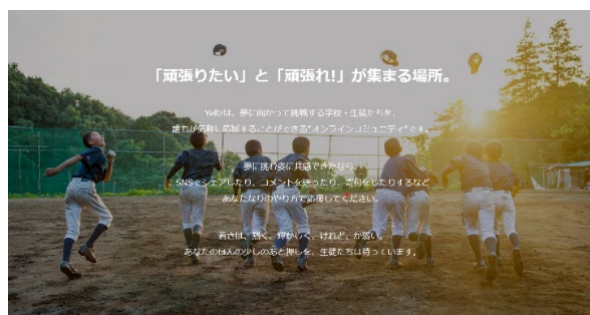 「頑張りたい」と「頑張れ!」が集まる場所。
Yellは、夢に向かって挑戦する学校・生徒たちを、
誰もが気軽に応援することができる"オンラインコミュニティ"です。
夢に挑む姿に共感できたなら、
SNSでシェアしたり、コメントを送ったり、寄付をしたりするなど
あなたなりのやり方で応援してください。
若さは、熱く、輝かしく、けれど、か弱い。
あなたのほんの少しのあと押しを、生徒たちは待っています。